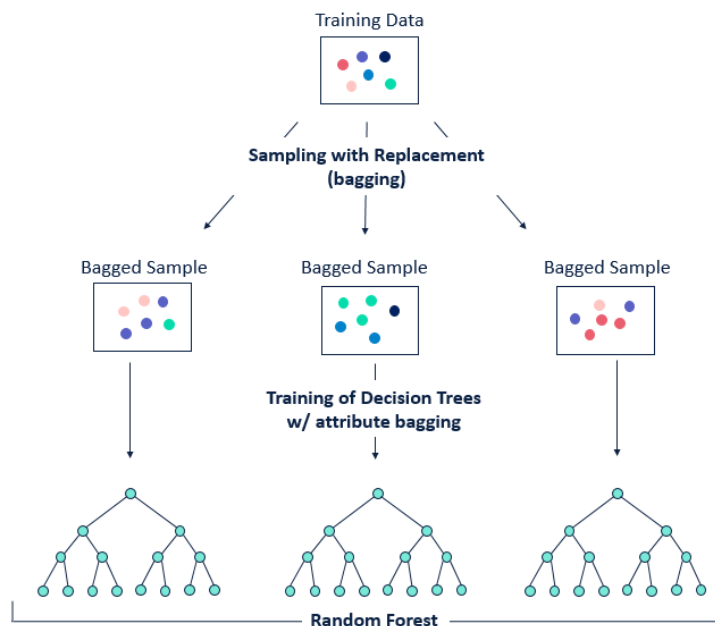 Training Data
Sampling with Replacement
(bagging)
Bagged Sample
Bagged Sample
Bagged Sample
Training of Decision Trees
w/ attribute bagging
Random Forest